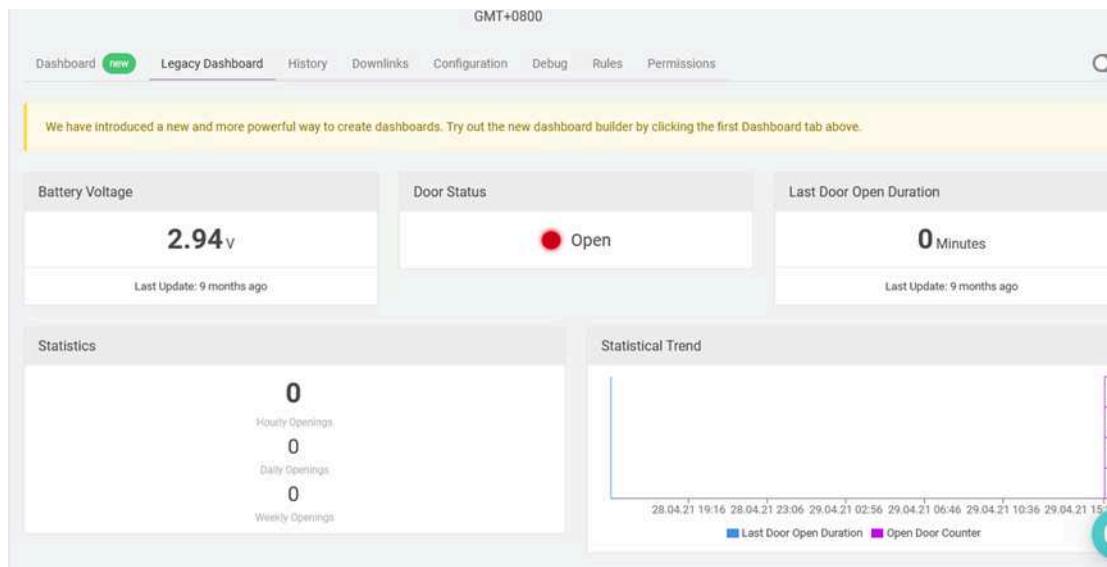 GMT+0800
Dashboard new Legacy Dashboard History Downlinks Configuration Debug Rules Permissions
We have introduced a new and more powerful way to create dashboards. Try out the new dashboard builder by clicking the first Dashboard tab above.
Battery Voltage
2.94 V
Last Update: 9 months ago
Door Status
Open
Last Door Open Duration
0 Minutes
Last Update: 9 months ago
Statistics
0
Hourly Openings
0
Daily Openings
0
Weekly Openings
Statistical Trend
28.04.21 19:16 28.04.21 23:06 29.04.21 02:56 29.04.21 06:46 29.04.21 10:36 29.04.21
Last Door Open Duration Open Door Counter